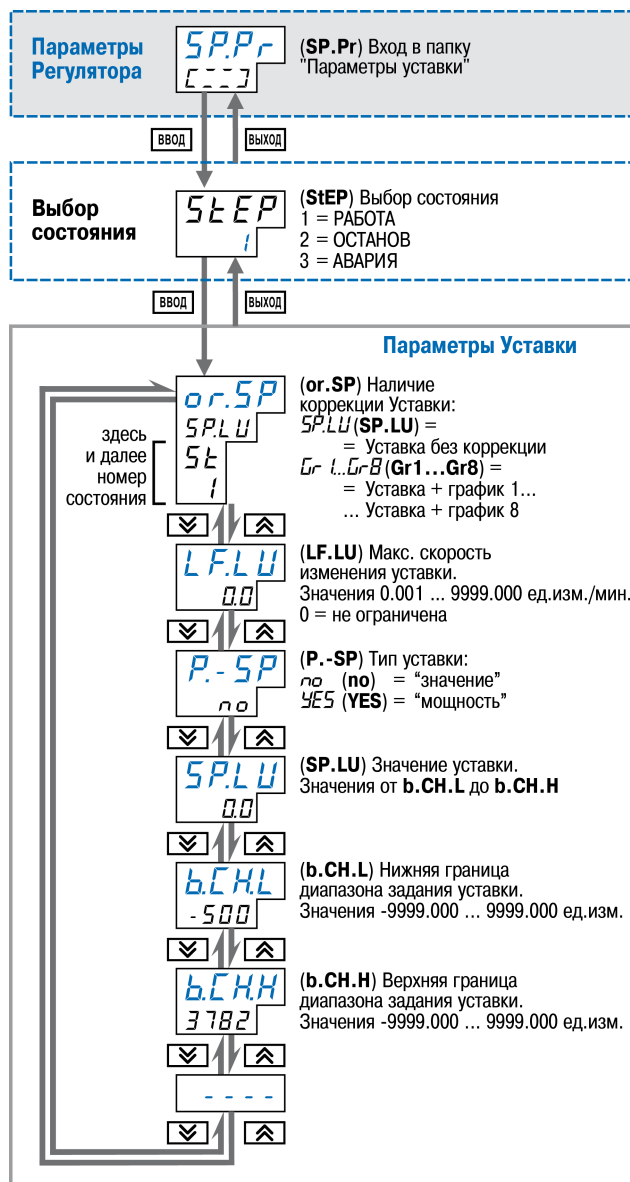 Параметры
Регулятора
SP.Pr
[---]
(SP.Pr) Вход в папку
"Параметры уставки"
ВВОД
ВЫХОД
Выбор
состояния
StEP
1
(StEP) Выбор состояния
1 = РАБОТА
2 = ОСТАНОВ
3 = АВАРИЯ
ВВОД
ВЫХОД
Параметры Уставки
здесь
и далее
номер
состояния
or.SP
SP.LU
St
1
(or.SP) Наличие
коррекции Уставки:
SP.LU (SP.LU) =
= Уставка без коррекции
Gr 1...Gr8 (Gr1...Gr8) =
= Уставка + график 1...
... Уставка + график 8
LF.LU
0.0
(LF.LU) Макс. скорость
изменения уставки.
Значения 0.001 ... 9999.000 ед.изм./мин.
0 = не ограничена
P.-SP
no
(P.-SP) Тип уставки:
no (no) = “значение”
YES (YES) = “мощность”
SP.LU
0.0
(SP.LU) Значение уставки.
Значения от b.CH.L до b.CH.H
b.CH.L
-500
(b.CH.L) Нижняя граница
диапазона задания уставки.
Значения -9999.000 ... 9999.000 ед.изм.
b.CH.H
3782
(b.CH.H) Верхняя граница
диапазона задания уставки.
Значения -9999.000 ... 9999.000 ед.изм.
- - - -